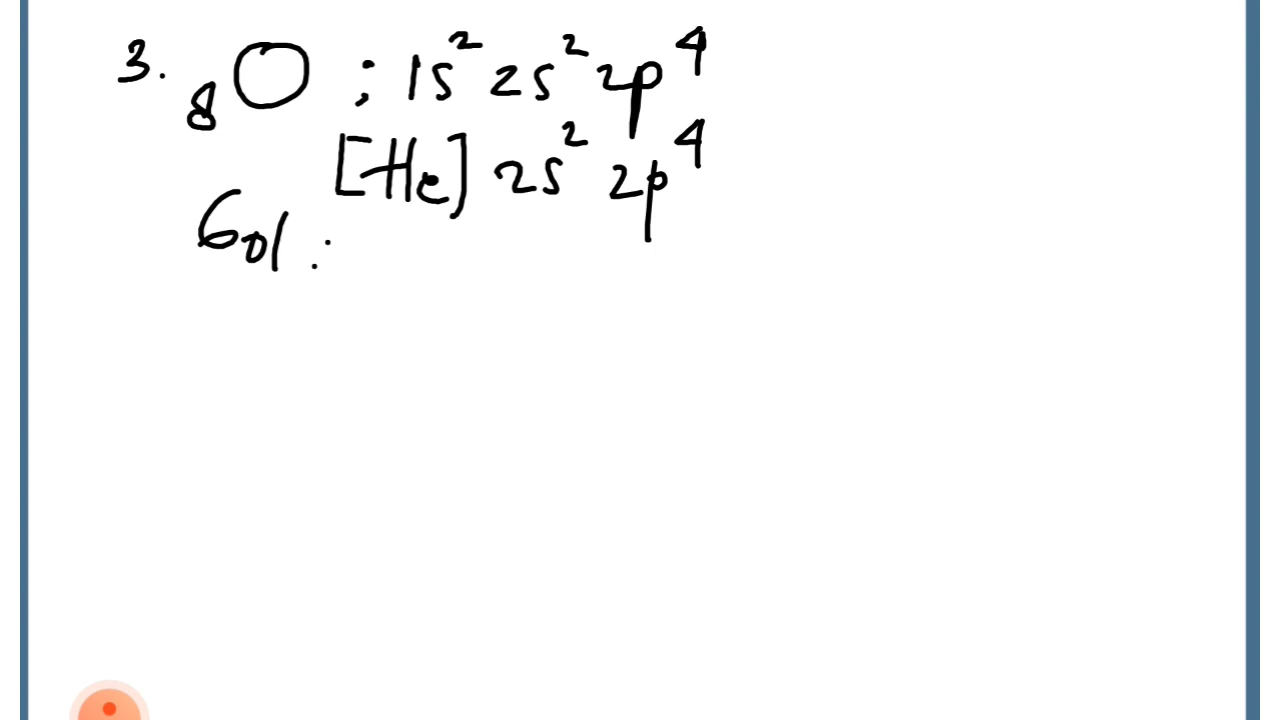 3. ₈O ; 1s² 2s² 2p⁴
[He] 2s² 2p⁴
Gol :